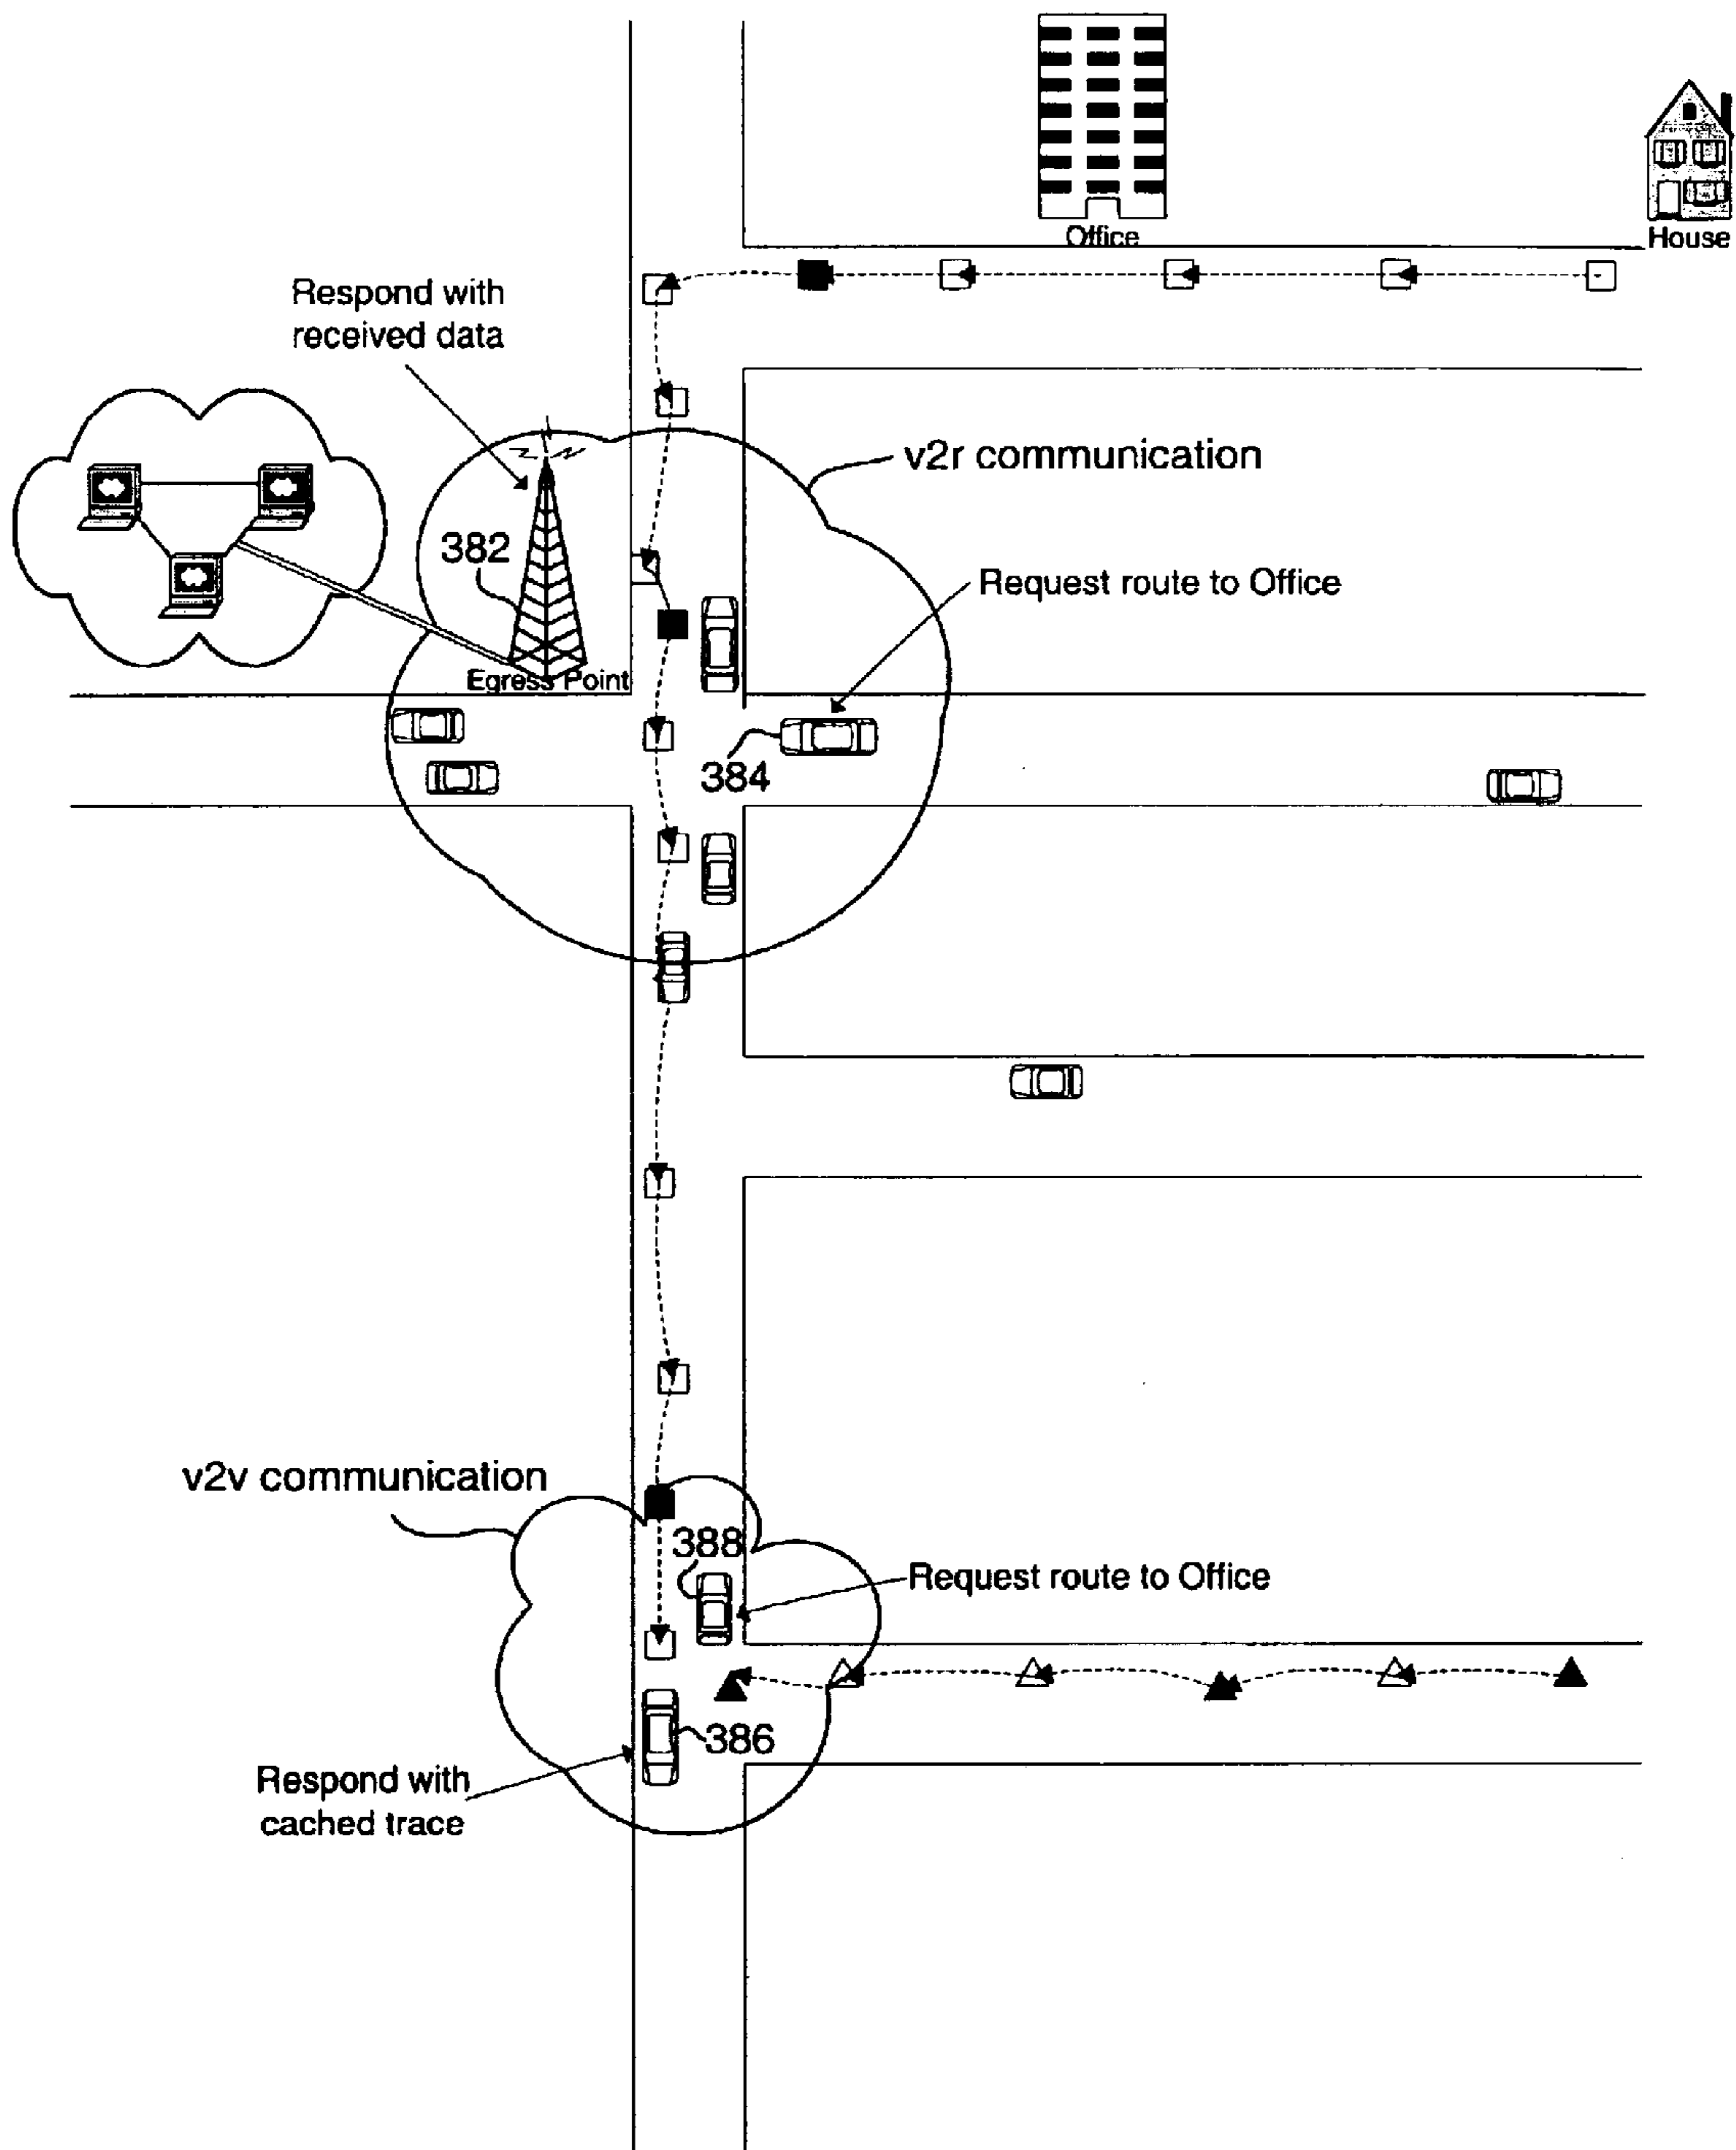 Office
House
Respond with
received data
v2r communication
382
Request route to Office
Egress Point
384
v2v communication
388
Request route to Office
386
Respond with
cached trace